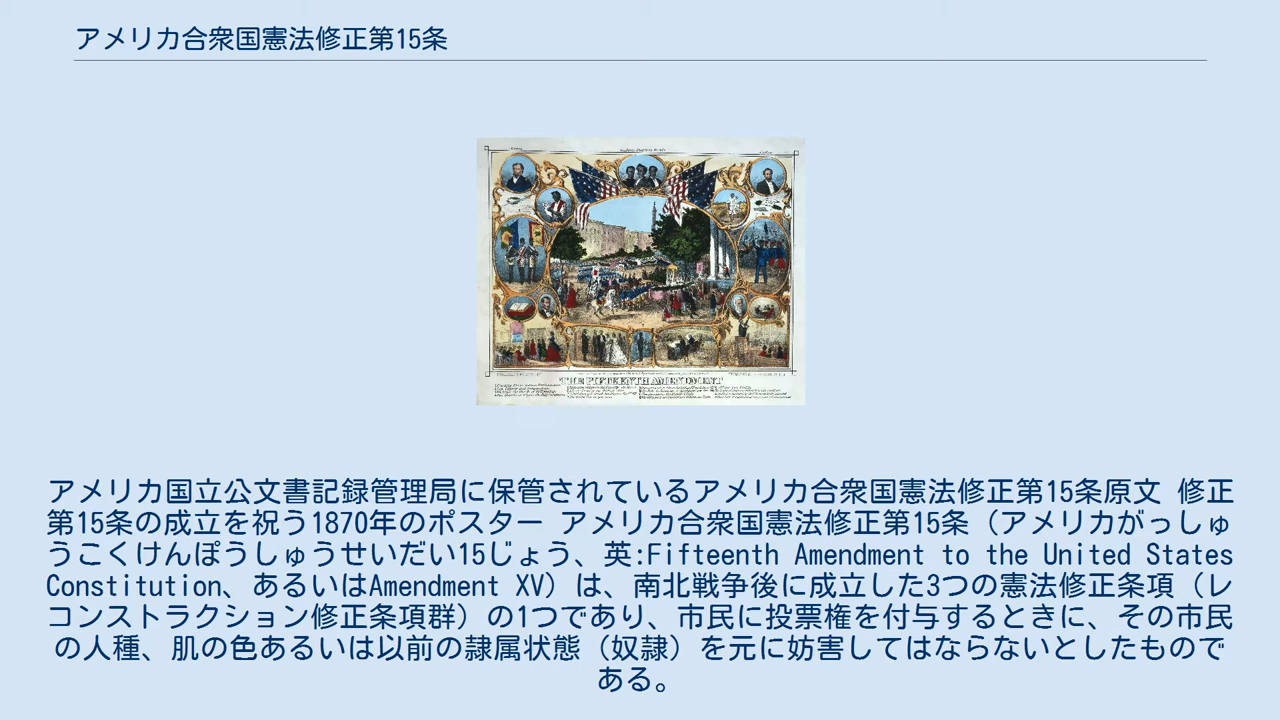 アメリカ合衆国憲法修正第15条
THE FIFTEENTH AMENDMENT
アメリカ国立公文書記録管理局に保管されているアメリカ合衆国憲法修正第15条原文 修正
第15条の成立を祝う1870年のポスター アメリカ合衆国憲法修正第15条（アメリカがっしゅ
うこくけんぽうしゅうせいだい15じょう、英:Fifteenth Amendment to the United States
Constitution、あるいはAmendment XV）は、南北戦争後に成立した3つの憲法修正条項（レ
コンストラクション修正条項群）の1つであり、市民に投票権を付与するときに、その市民
の人種、肌の色あるいは以前の隷属状態（奴隷）を元に妨害してはならないとしたもので
ある。